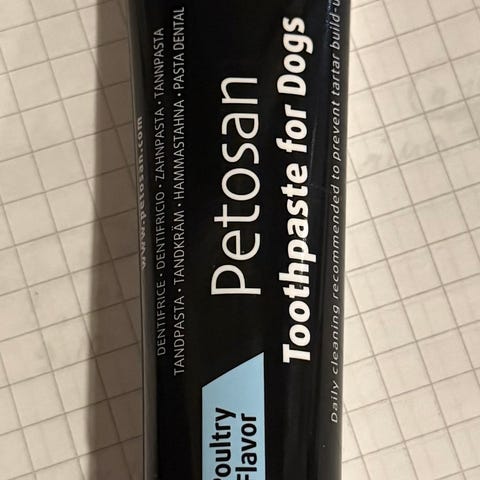 www.petosan.com
DENTIFRICE · DENTIFRICIO · ZAHNPASTA · TANNPASTA
TANDPASTA · TANDKRÄM · HAMMASTAHNA · PASTA DENTAL
Petosan
Toothpaste for Dogs
Daily cleaning recommended to prevent tartar build-u
Poultry
Flavor